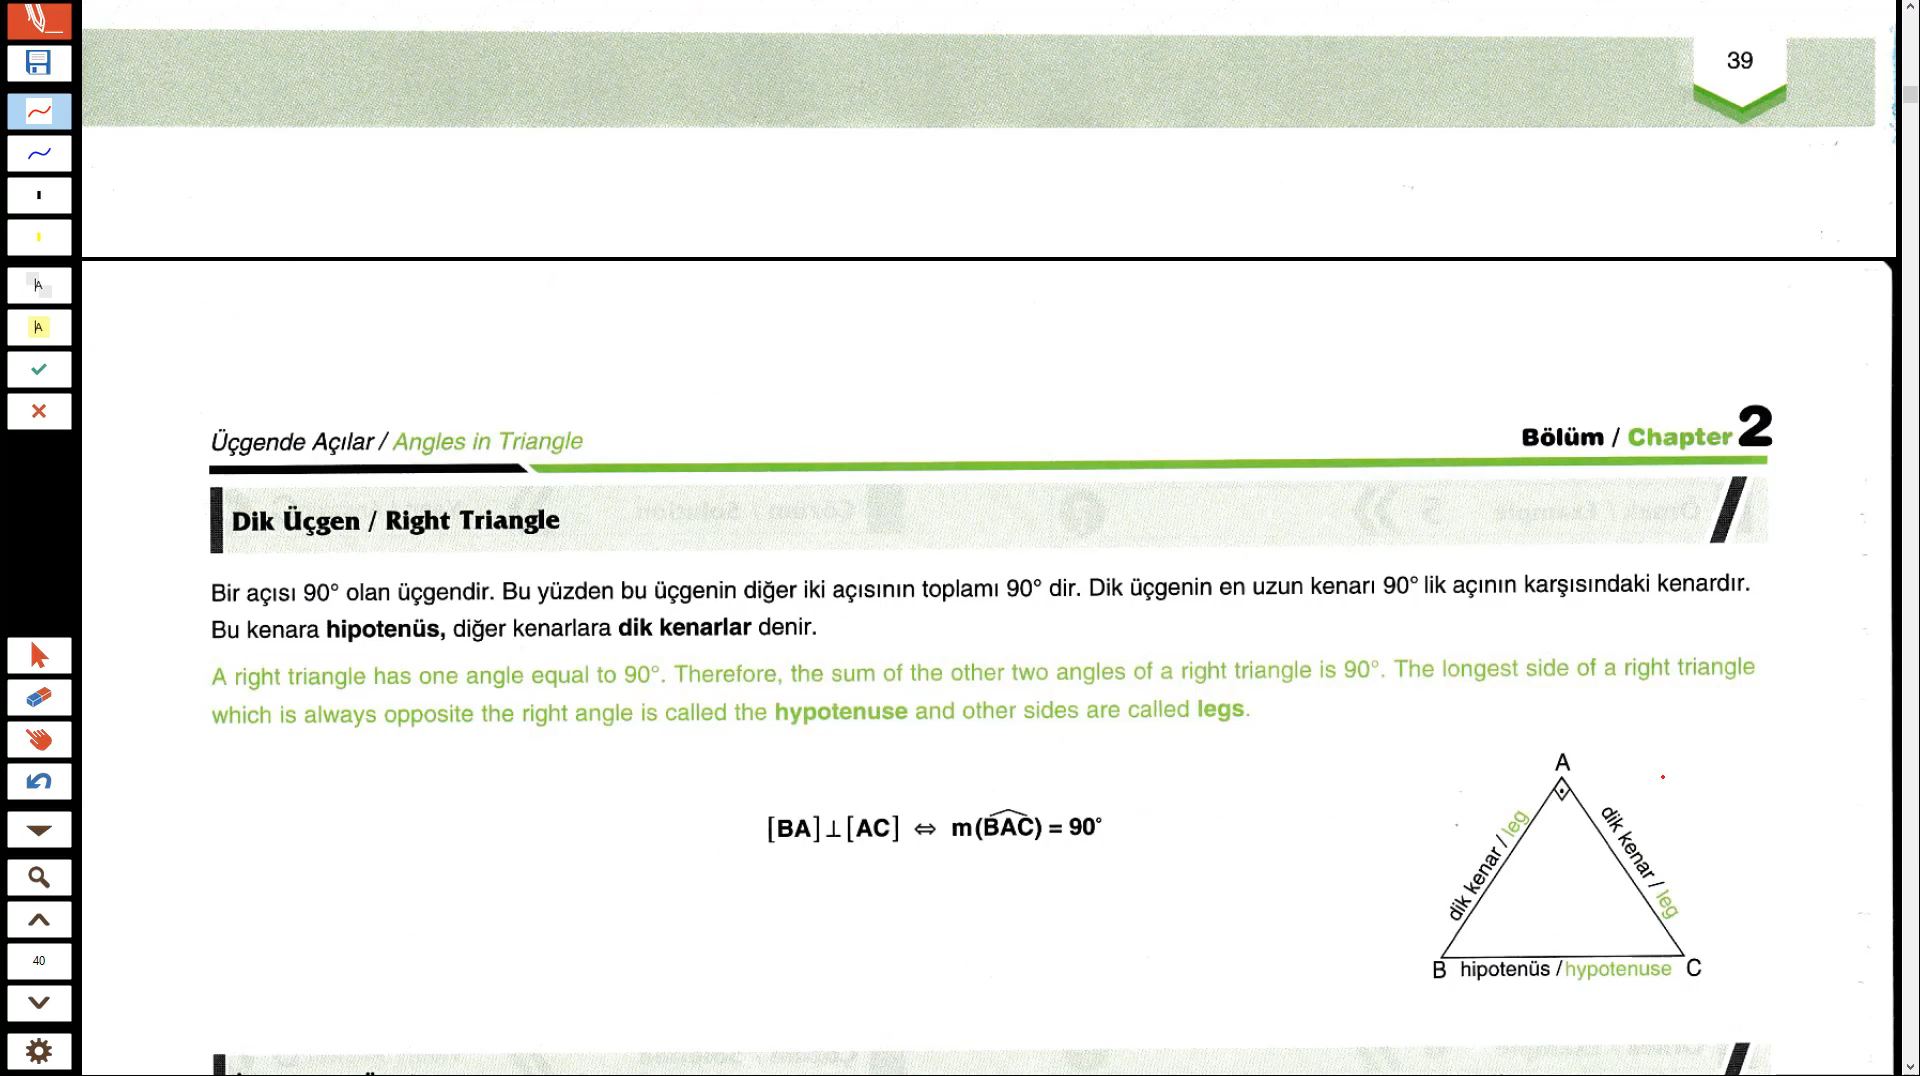 39
Üçgende Açılar / Angles in Triangle
Bölüm / Chapter 2
Dik Üçgen / Right Triangle
Bir açısı 90° olan üçgendir. Bu yüzden bu üçgenin diğer iki açısının toplamı 90° dir. Dik üçgenin en uzun kenarı 90° lik açının karşısındaki kenardır.
Bu kenara hipotenüs, diğer kenarlara dik kenarlar denir.
A right triangle has one angle equal to 90°. Therefore, the sum of the other two angles of a right triangle is 90°. The longest side of a right triangle
which is always opposite the right angle is called the hypotenuse and other sides are called legs.
[BA] ⊥ [AC] ⇔ m(BAC) = 90°
A
dik kenar / leg
dik kenar / leg
B hipotenüs / hypotenuse C
A
A
40